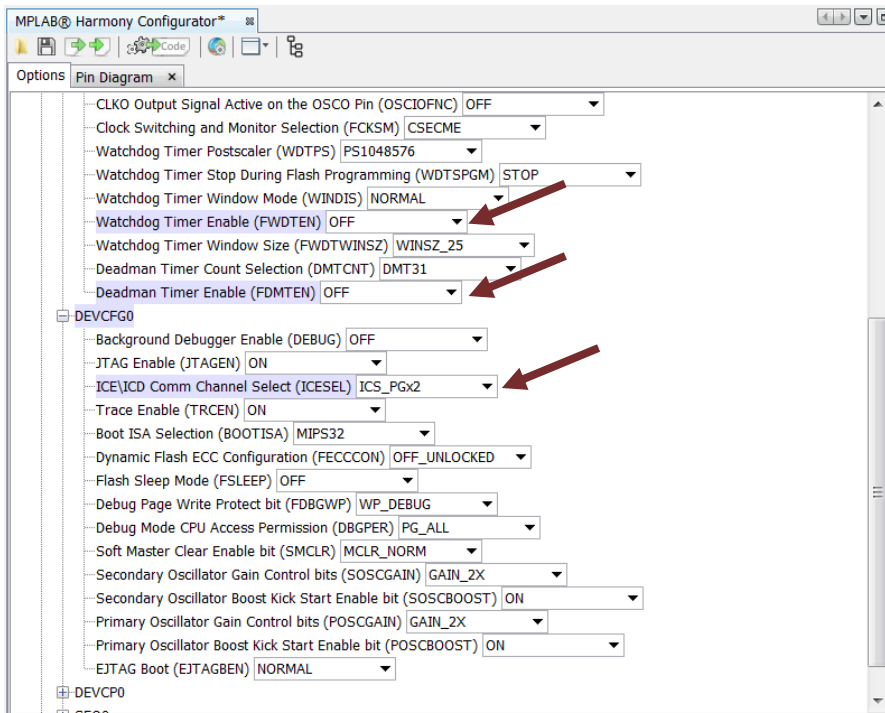 MPLAB® Harmony Configurator*
Code
Options Pin Diagram ×
CLKO Output Signal Active on the OSCO Pin (OSCIOFNC) OFF
Clock Switching and Monitor Selection (FCKSM) CSECME
Watchdog Timer Postscaler (WDTPS) PS1048576
Watchdog Timer Stop During Flash Programming (WDTSPGM) STOP
Watchdog Timer Window Mode (WINDIS) NORMAL
Watchdog Timer Enable (FWDTEN) OFF
Watchdog Timer Window Size (FWDTWINSZ) WINSZ_25
Deadman Timer Count Selection (DMTCNT) DMT31
Deadman Timer Enable (FDMTEN) OFF
DEVCFG0
Background Debugger Enable (DEBUG) OFF
JTAG Enable (JTAGEN) ON
ICE\ICD Comm Channel Select (ICESEL) ICS_PGx2
Trace Enable (TRCEN) ON
Boot ISA Selection (BOOTISA) MIPS32
Dynamic Flash ECC Configuration (FECCCON) OFF_UNLOCKED
Flash Sleep Mode (FSLEEP) OFF
Debug Page Write Protect bit (FDBGWP) WP_DEBUG
Debug Mode CPU Access Permission (DBGPER) PG_ALL
Soft Master Clear Enable bit (SMCLR) MCLR_NORM
Secondary Oscillator Gain Control bits (SOSCGAIN) GAIN_2X
Secondary Oscillator Boost Kick Start Enable bit (SOSCBOOST) ON
Primary Oscillator Gain Control bits (POSCGAIN) GAIN_2X
Primary Oscillator Boost Kick Start Enable bit (POSCBOOST) ON
EJTAG Boot (EJTAGBEN) NORMAL
DEVCP0